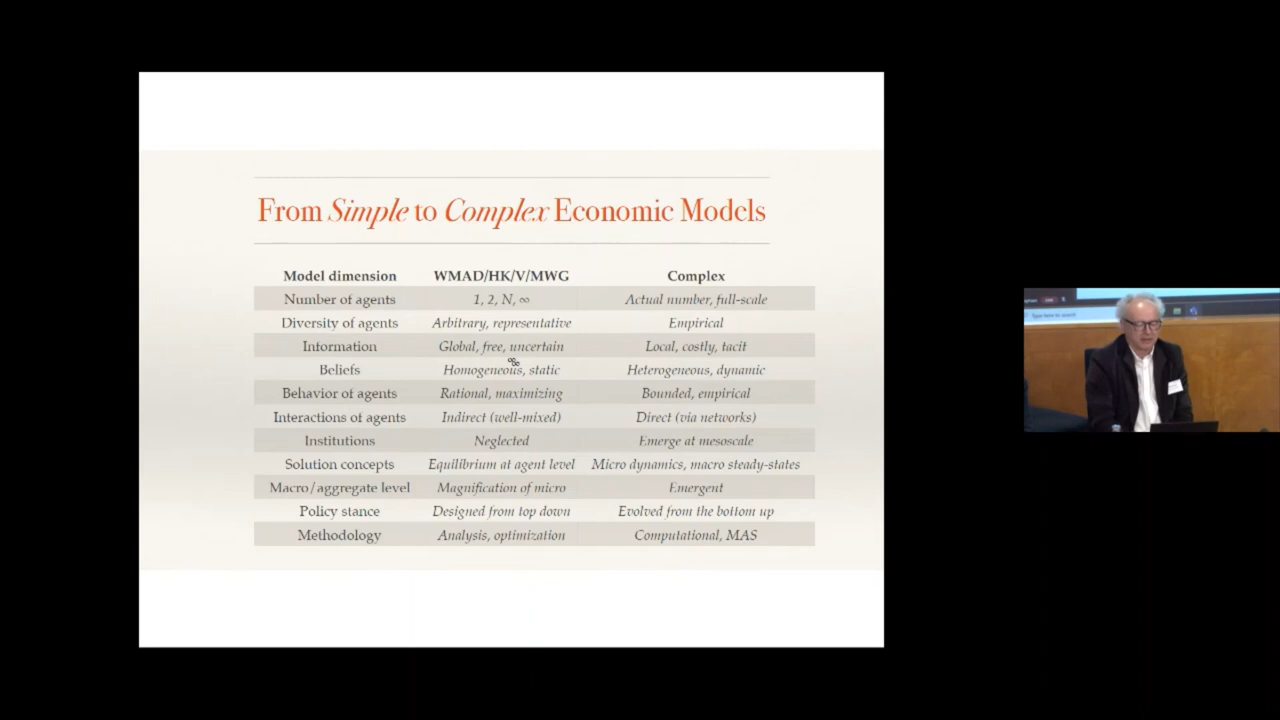 From Simple to Complex Economic Models
Model dimension WMAD/HK/V/MWG Complex
Number of agents 1, 2, N, ∞ Actual number, full-scale
Diversity of agents Arbitrary, representative Empirical
Information Global, free, uncertain Local, costly, tacit
Beliefs Homogeneous, static Heterogeneous, dynamic
Behavior of agents Rational, maximizing Bounded, empirical
Interactions of agents Indirect (well-mixed) Direct (via networks)
Institutions Neglected Emerge at mesoscale
Solution concepts Equilibrium at agent level Micro dynamics, macro steady-states
Macro/aggregate level Magnification of micro Emergent
Policy stance Designed from top down Evolved from the bottom up
Methodology Analysis, optimization Computational, MAS
Type here to search